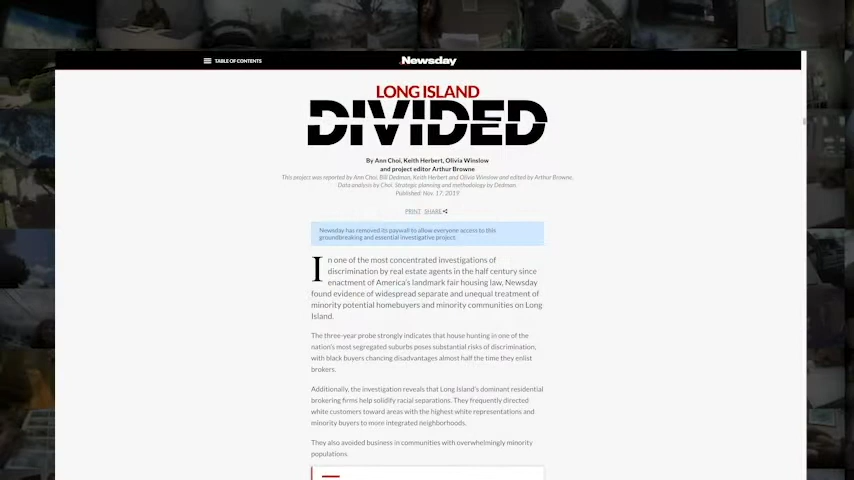 TABLE OF CONTENTS
Newsday
LONG ISLAND
DIVIDED
By Ann Choi, Keith Herbert, Olivia Winslow
and project editor Arthur Browne
This project was reported by Ann Choi, Bill Dedman, Keith Herbert and Olivia Winslow and edited by Arthur Browne.
Data analysis by Choi. Strategic planning and methodology by Dedman.
Published: Nov. 17, 2019
PRINT SHARE
Newsday has removed its paywall to allow everyone access to this
groundbreaking and essential investigative project.
In one of the most concentrated investigations of
discrimination by real estate agents in the half century since
enactment of America's landmark fair housing law, Newsday
found evidence of widespread separate and unequal treatment of
minority potential homebuyers and minority communities on Long
Island.
The three-year probe strongly indicates that house hunting in one of the
nation's most segregated suburbs poses substantial risks of discrimination,
with black buyers chancing disadvantages almost half the time they enlist
brokers.
Additionally, the investigation reveals that Long Island's dominant residential
brokering firms help solidify racial separations. They frequently directed
white customers toward areas with the highest white representations and
minority buyers to more integrated neighborhoods.
They also avoided business in communities with overwhelmingly minority
populations.